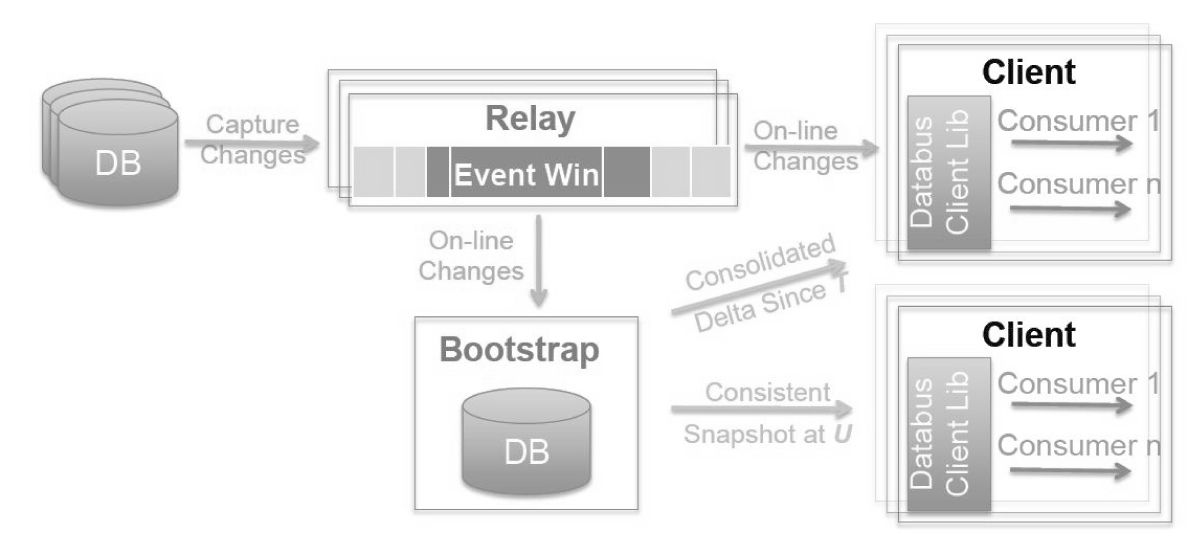 DB
Capture
Changes
Relay
Event Win
On-line
Changes
Client
Databus
Client Lib
Consumer 1
Consumer n
On-line
Changes
Bootstrap
DB
Consolidated
Delta Since T
Consistent
Snapshot at U
Client
Databus
Client Lib
Consumer 1
Consumer n